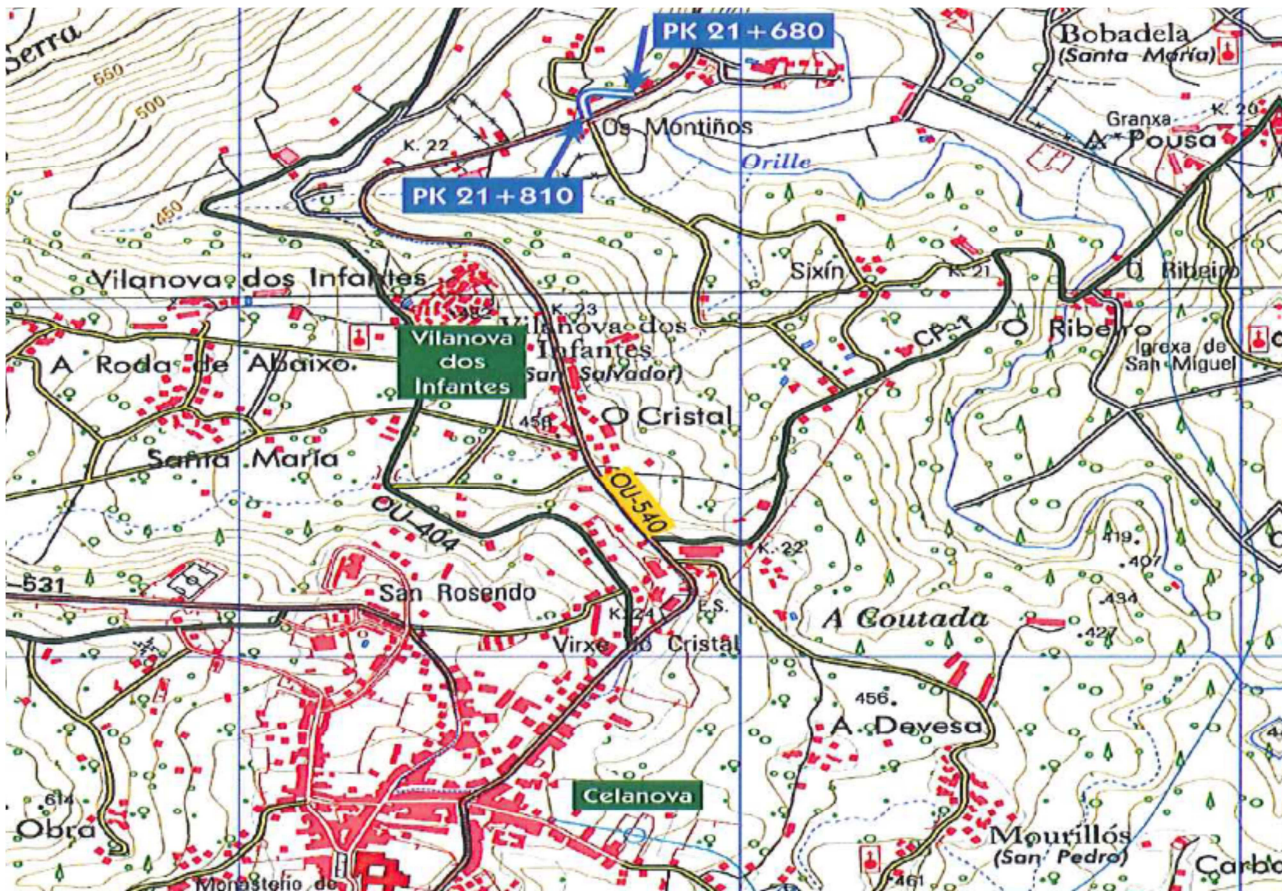 Serra
PK 21+680
Bobadela
(Santa María)
550
500
450
K. 22
Os Montiños
Granxa
K. 20
A Pousa
Orille
PK 21+810
Vilanova dos Infantes
482
K. 23
Sixín
K. 21
O Ribeiro
Vilanova dos
Infantes
(San Salvador)
Vilanova
dos
Infantes
CP-1
O Ribeiro
Igrexa de
San Miguel
A Roda de Abaixo
O Cristal
458
Santa María
OU-540
OU-404
K. 22
419
407
-531
San Rosendo
434
427
E.S.
K. 24
Virxe do Cristal
A Coutada
456
A Devesa
Celanova
614
Obra
Mourillós
(San Pedro)
461
Monasterio de